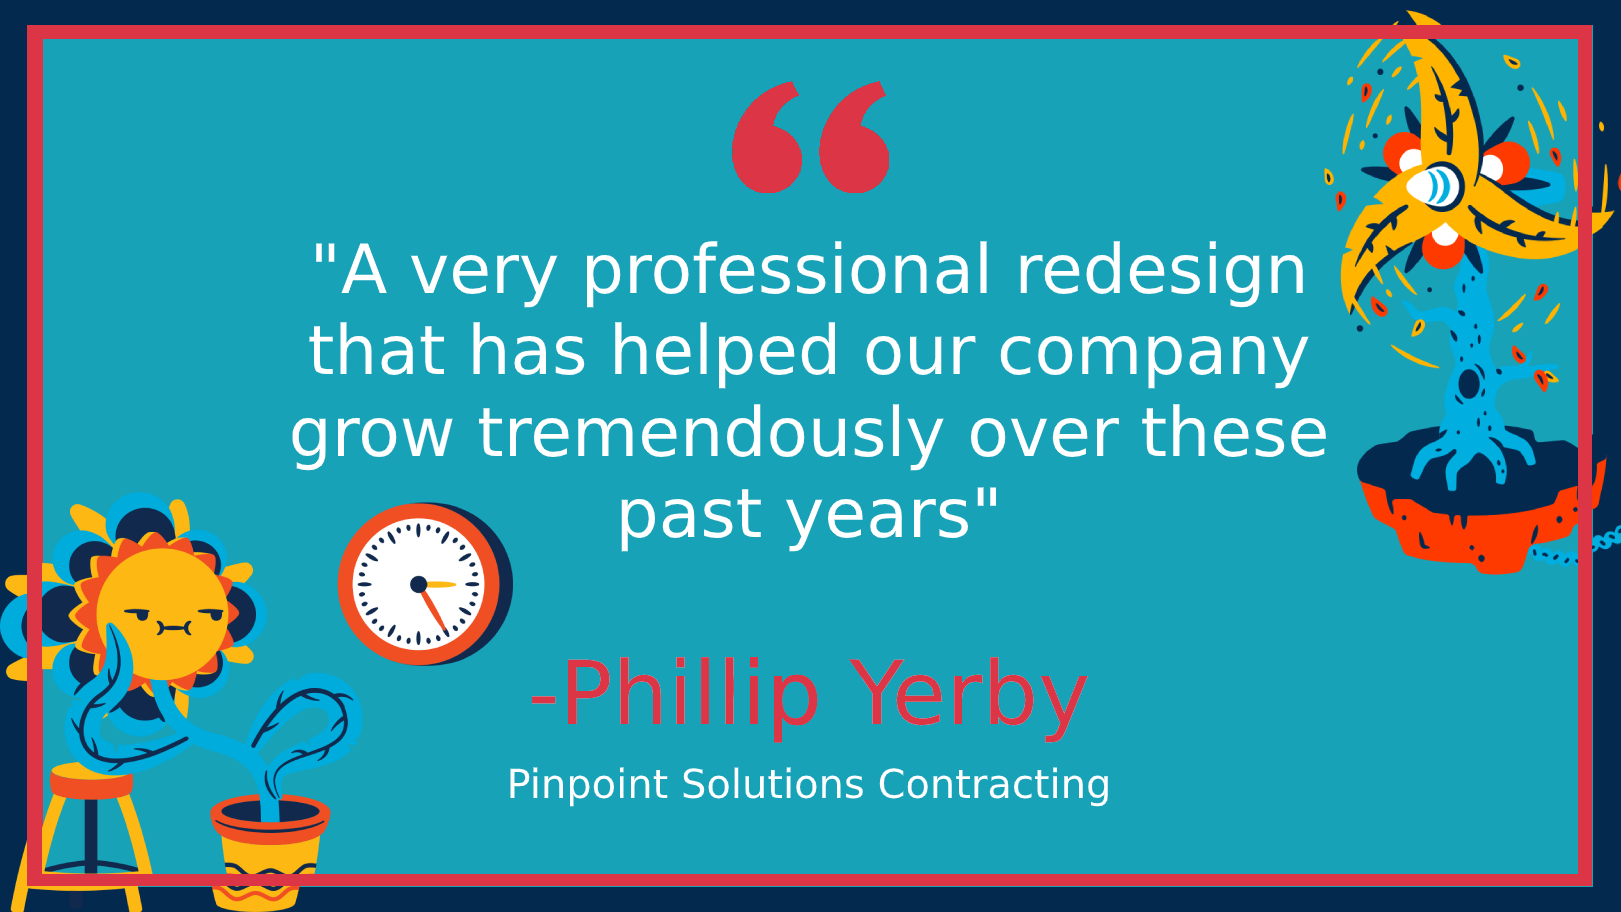 "A very professional redesign
that has helped our company
grow tremendously over these
past years"
-Phillip Yerby
Pinpoint Solutions Contracting